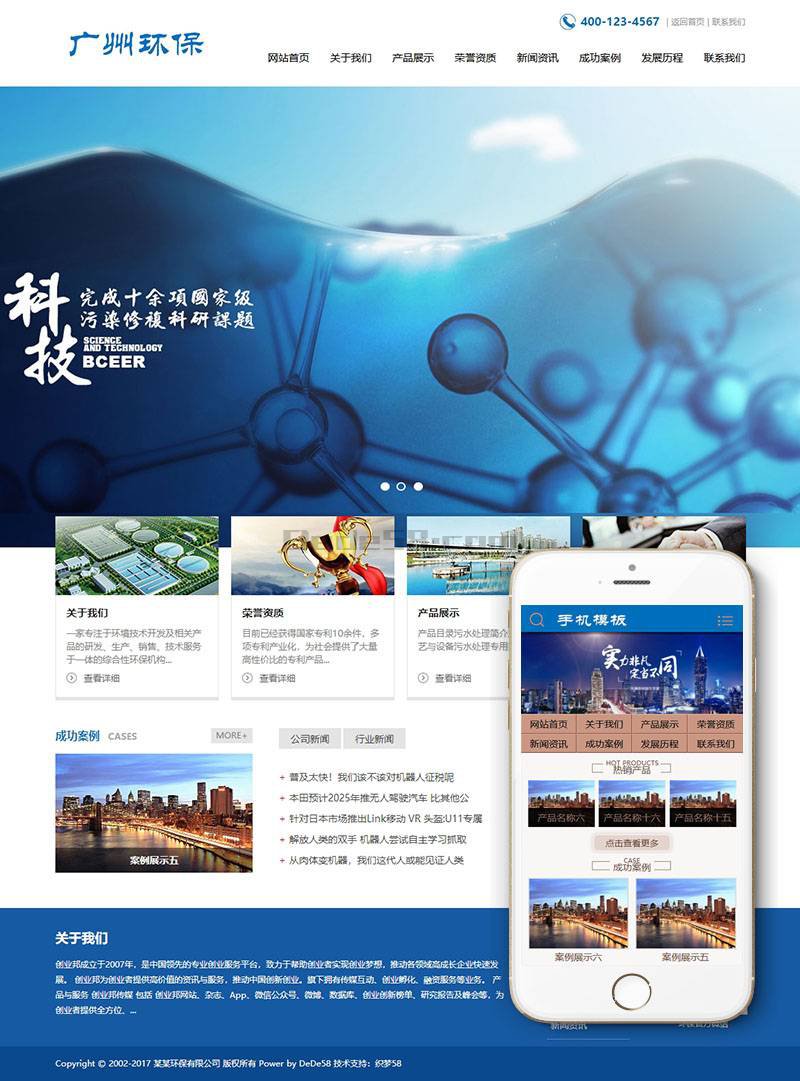 400-123-4567 | 返回首页 | 联系我们
广州环保
网站首页 关于我们 产品展示 荣誉资质 新闻资讯 成功案例 发展历程 联系我们
科技
完成十余項國家級
污染修複科研課題
SCIENCE
AND TECHNOLOGY
BCEER
DeDe58.com
关于我们
一家专注于环境技术开发及相关产
品的研发、生产、销售、技术服务
于一体的综合性环保机构...
查看详细
荣誉资质
目前已经获得国家专利10余件，多
项专利产业化，为社会提供了大量
高性价比的专利产品...
查看详细
产品展示
产品目录污水处理简介
艺与设备污水处理专用
查看详细
成功案例 CASES MORE+
案例展示五
公司新闻 行业新闻
+ 普及太快！我们该不该对机器人征税呢
+ 本田预计2025年推无人驾驶汽车 比其他公
+ 针对日本市场推出Link移动 VR 头盔:U11专属
+ 解放人类的双手 机器人尝试自主学习抓取
+ 从肉体变机器，我们这代人或能见证人类
手机模板
实力非凡
定当不同
网站首页 关于我们 产品展示 荣誉资质
新闻资讯 成功案例 发展历程 联系我们
HOT PRODUCTS
热销产品
产品名称六 产品名称十 产品名称十五
点击查看更多
CASE
成功案例
案例展示六 案例展示五
关于我们
创业邦成立于2007年，是中国领先的专业创业服务平台，致力于帮助创业者实现创业梦想，推动各领域高成长企业快速发
展。 创业邦为创业者提供高价值的资讯与服务，推动中国创新创业。旗下拥有传媒互动、创业孵化、融资服务等业务。 产
品与服务 创业邦传媒 包括 创业邦网站、杂志、App、微信公众号、微博、数据库、创业创新榜单、研究报告及峰会等，为
创业者提供全方位、...
新闻资讯
Copyright © 2002-2017 某某环保有限公司 版权所有 Power by DeDe58 技术支持：织梦58